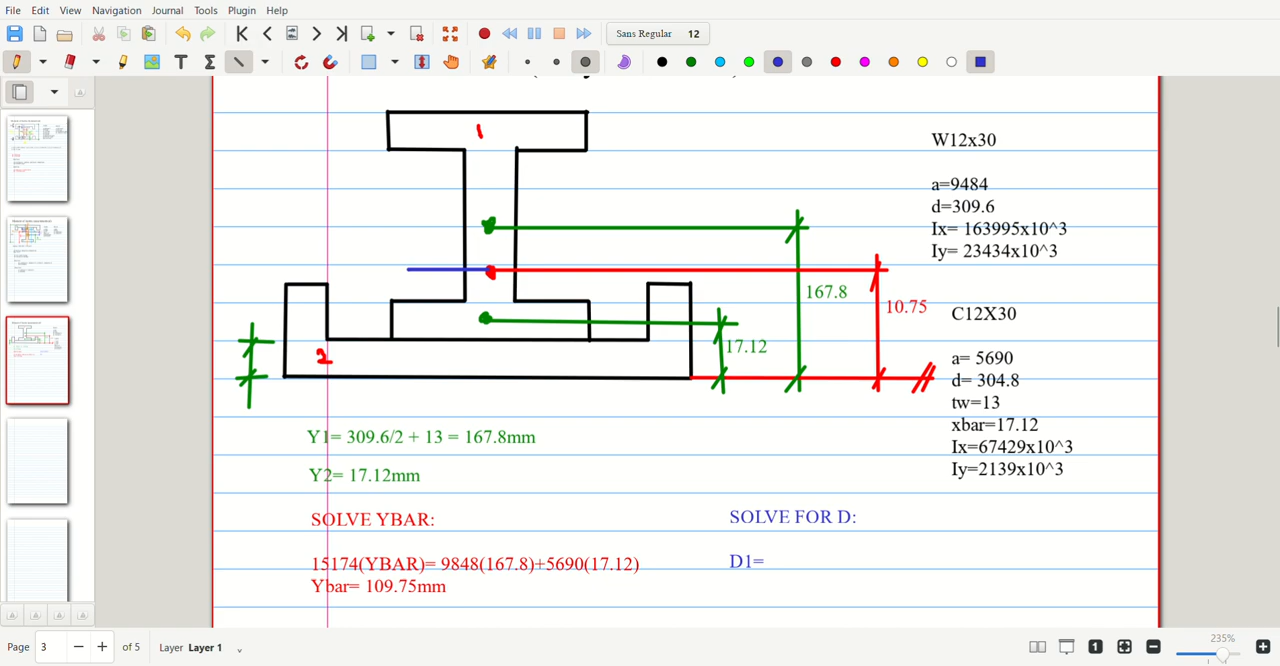 File Edit View Navigation Journal Tools Plugin Help
Sans Regular 12
1
W12x30
a=9484
d=309.6
Ix= 163995x10^3
Iy= 23434x10^3
167.8
10.75
C12X30
17.12
2
a= 5690
d= 304.8
tw=13
xbar=17.12
Ix=67429x10^3
Iy=2139x10^3
Y1= 309.6/2 + 13 = 167.8mm
Y2= 17.12mm
SOLVE YBAR:
15174(YBAR)= 9848(167.8)+5690(17.12)
Ybar= 109.75mm
SOLVE FOR D:
D1=
Page 3 of 5 Layer Layer 1
235%